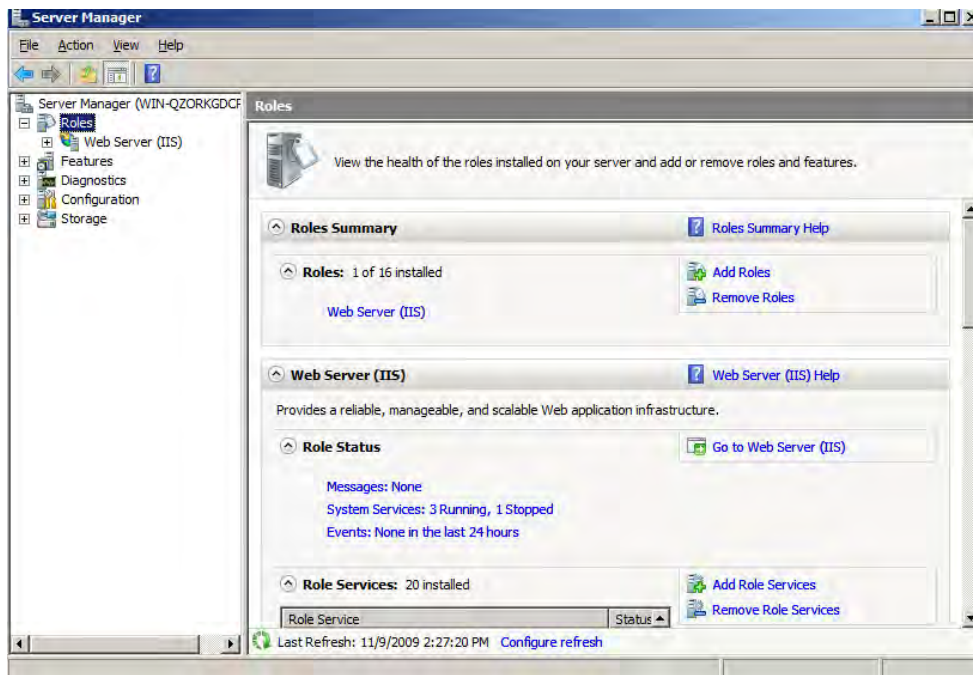 Server Manager
File Action View Help
Server Manager (WIN-QZORKGDCF
Roles
Web Server (IIS)
Features
Diagnostics
Configuration
Storage
Roles
View the health of the roles installed on your server and add or remove roles and features.
Roles Summary
Roles Summary Help
Roles: 1 of 16 installed
Add Roles
Remove Roles
Web Server (IIS)
Web Server (IIS)
Web Server (IIS) Help
Provides a reliable, manageable, and scalable Web application infrastructure.
Role Status
Go to Web Server (IIS)
Messages: None
System Services: 3 Running, 1 Stopped
Events: None in the last 24 hours
Role Services: 20 installed
Add Role Services
Remove Role Services
Role Service Status
Last Refresh: 11/9/2009 2:27:20 PM Configure refresh